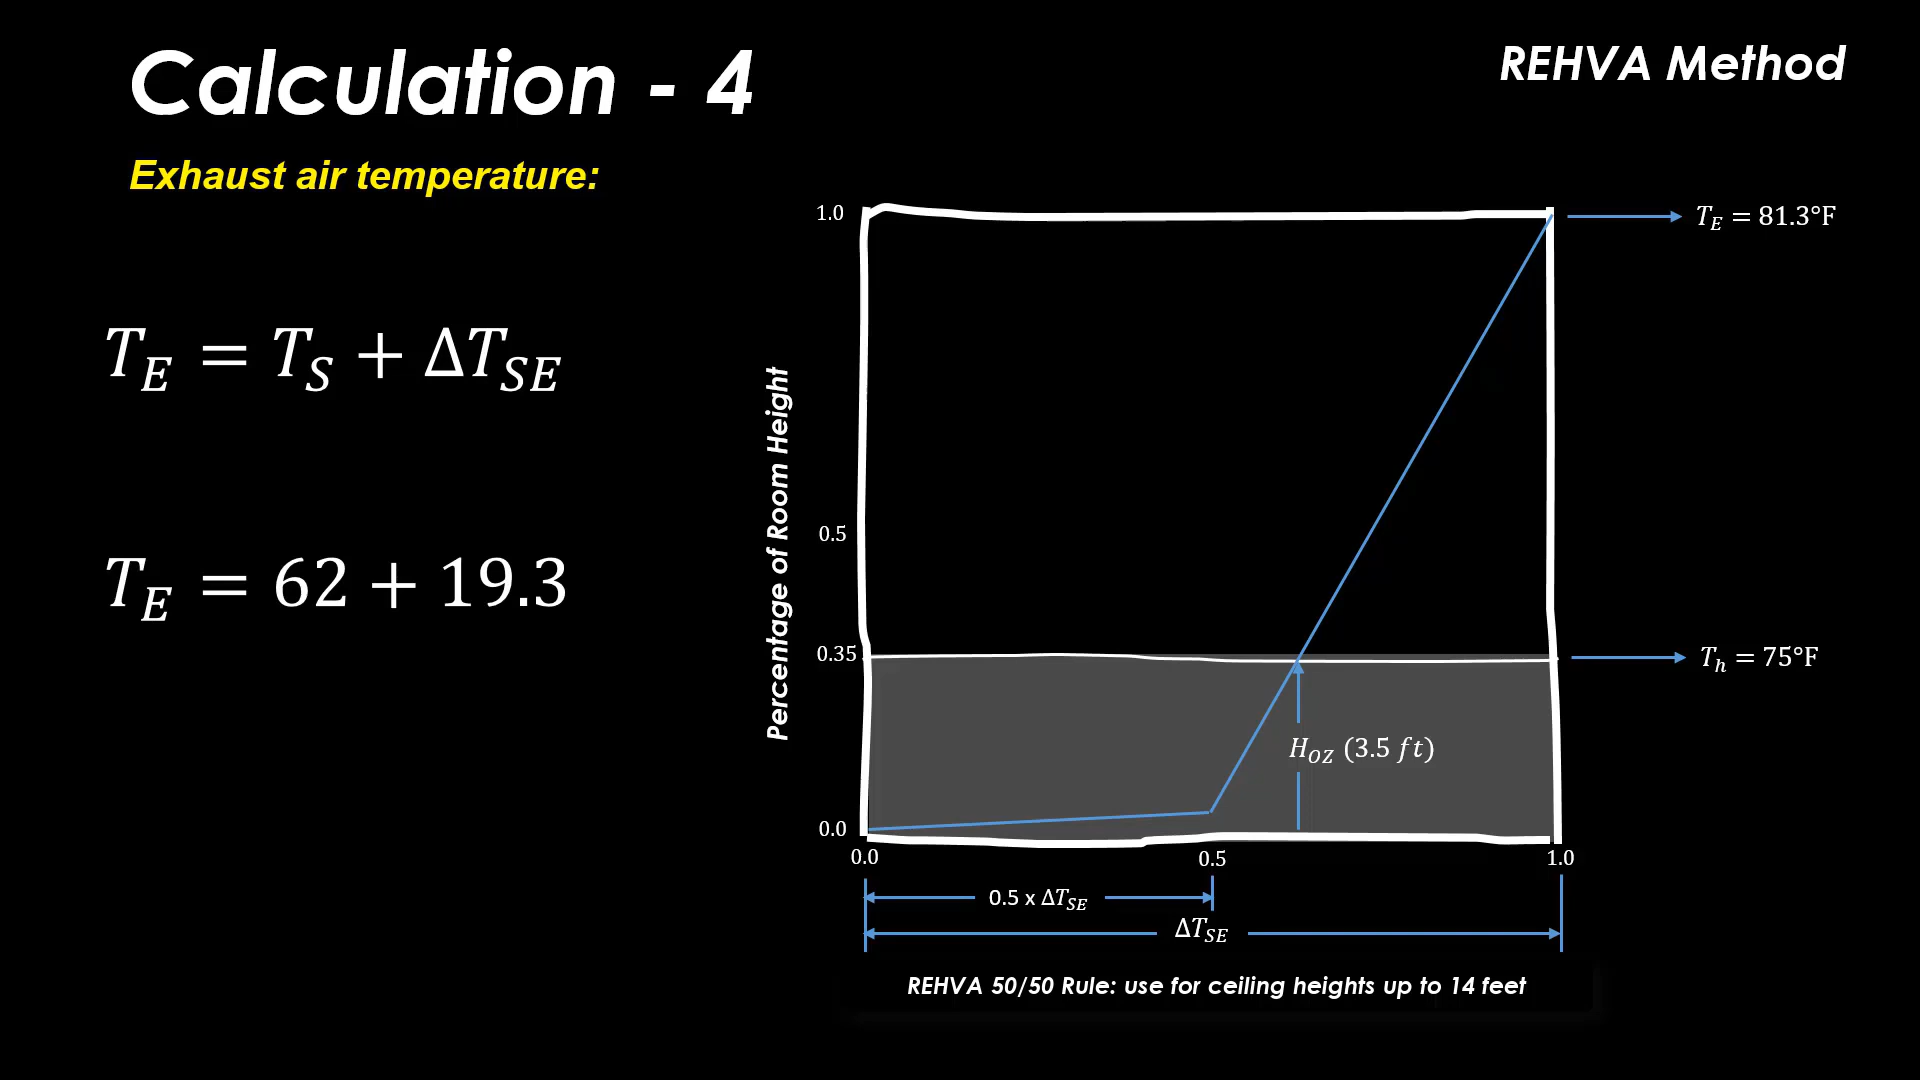 Calculation - 4
REHVA Method
Exhaust air temperature:
T_E = T_S + ΔT_SE
T_E = 62 + 19.3
Percentage of Room Height
1.0
0.5
0.35
0.0
T_E = 81.3°F
T_h = 75°F
H_OZ (3.5 ft)
0.0
0.5
1.0
0.5 x ΔT_SE
ΔT_SE
REHVA 50/50 Rule: use for ceiling heights up to 14 feet